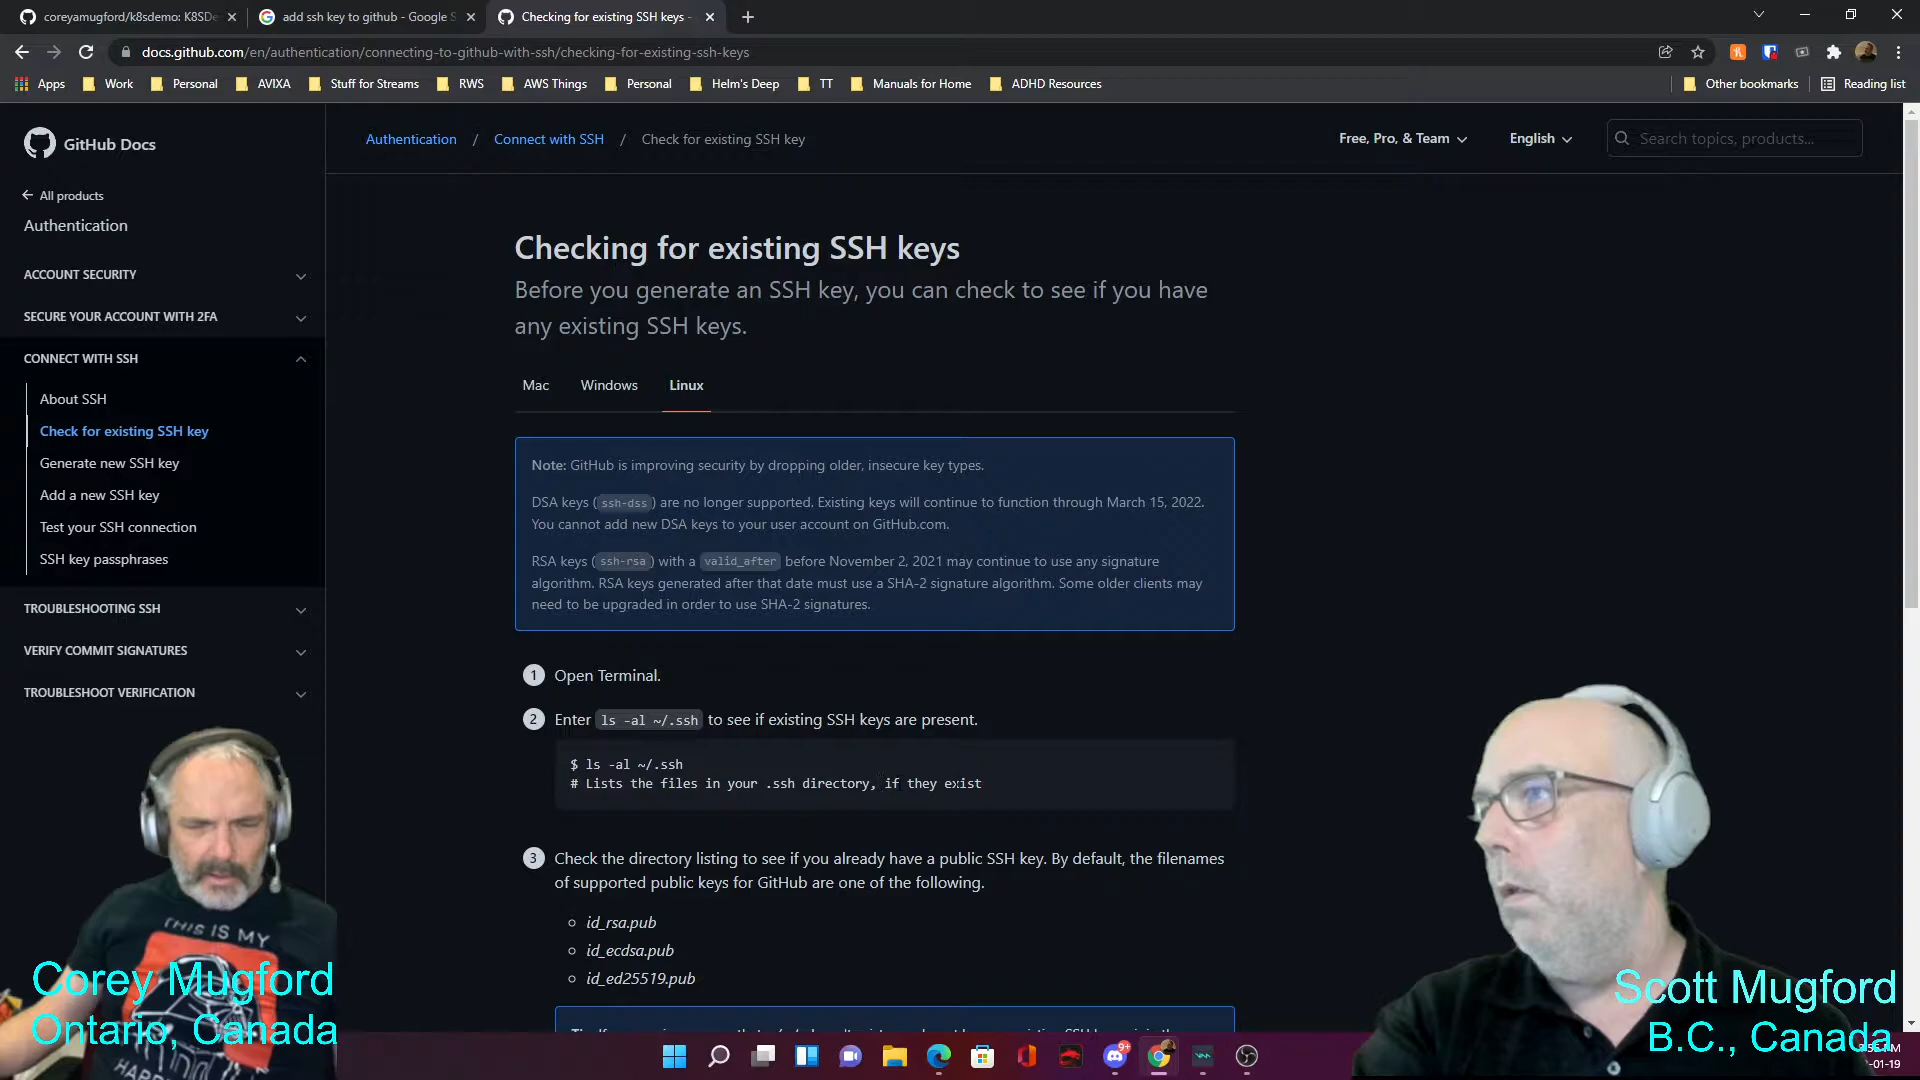 coreyamugford/k8sdemo: K8SDe
add ssh key to github - Google S
Checking for existing SSH keys -
docs.github.com/en/authentication/connecting-to-github-with-ssh/checking-for-existing-ssh-keys
Apps
Work
Personal
AVIXA
Stuff for Streams
RWS
AWS Things
Personal
Helm's Deep
TT
Manuals for Home
ADHD Resources
Other bookmarks
Reading list
GitHub Docs
Authentication / Connect with SSH / Check for existing SSH key
Free, Pro, & Team
English
Search topics, products...
All products
Authentication
ACCOUNT SECURITY
SECURE YOUR ACCOUNT WITH 2FA
CONNECT WITH SSH
About SSH
Check for existing SSH key
Generate new SSH key
Add a new SSH key
Test your SSH connection
SSH key passphrases
TROUBLESHOOTING SSH
VERIFY COMMIT SIGNATURES
TROUBLESHOOT VERIFICATION
Checking for existing SSH keys
Before you generate an SSH key, you can check to see if you have
any existing SSH keys.
Mac
Windows
Linux
Note: GitHub is improving security by dropping older, insecure key types.
DSA keys (ssh-dss) are no longer supported. Existing keys will continue to function through March 15, 2022.
You cannot add new DSA keys to your user account on GitHub.com.
RSA keys (ssh-rsa) with a valid_after before November 2, 2021 may continue to use any signature
algorithm. RSA keys generated after that date must use a SHA-2 signature algorithm. Some older clients may
need to be upgraded in order to use SHA-2 signatures.
1 Open Terminal.
2 Enter ls -al ~/.ssh to see if existing SSH keys are present.
$ ls -al ~/.ssh
# Lists the files in your .ssh directory, if they exist
3 Check the directory listing to see if you already have a public SSH key. By default, the filenames
of supported public keys for GitHub are one of the following.
id_rsa.pub
id_ecdsa.pub
id_ed25519.pub
THIS IS MY
Corey Mugford
Ontario, Canada
Scott Mugford
B.C., Canada
9+
-01-19